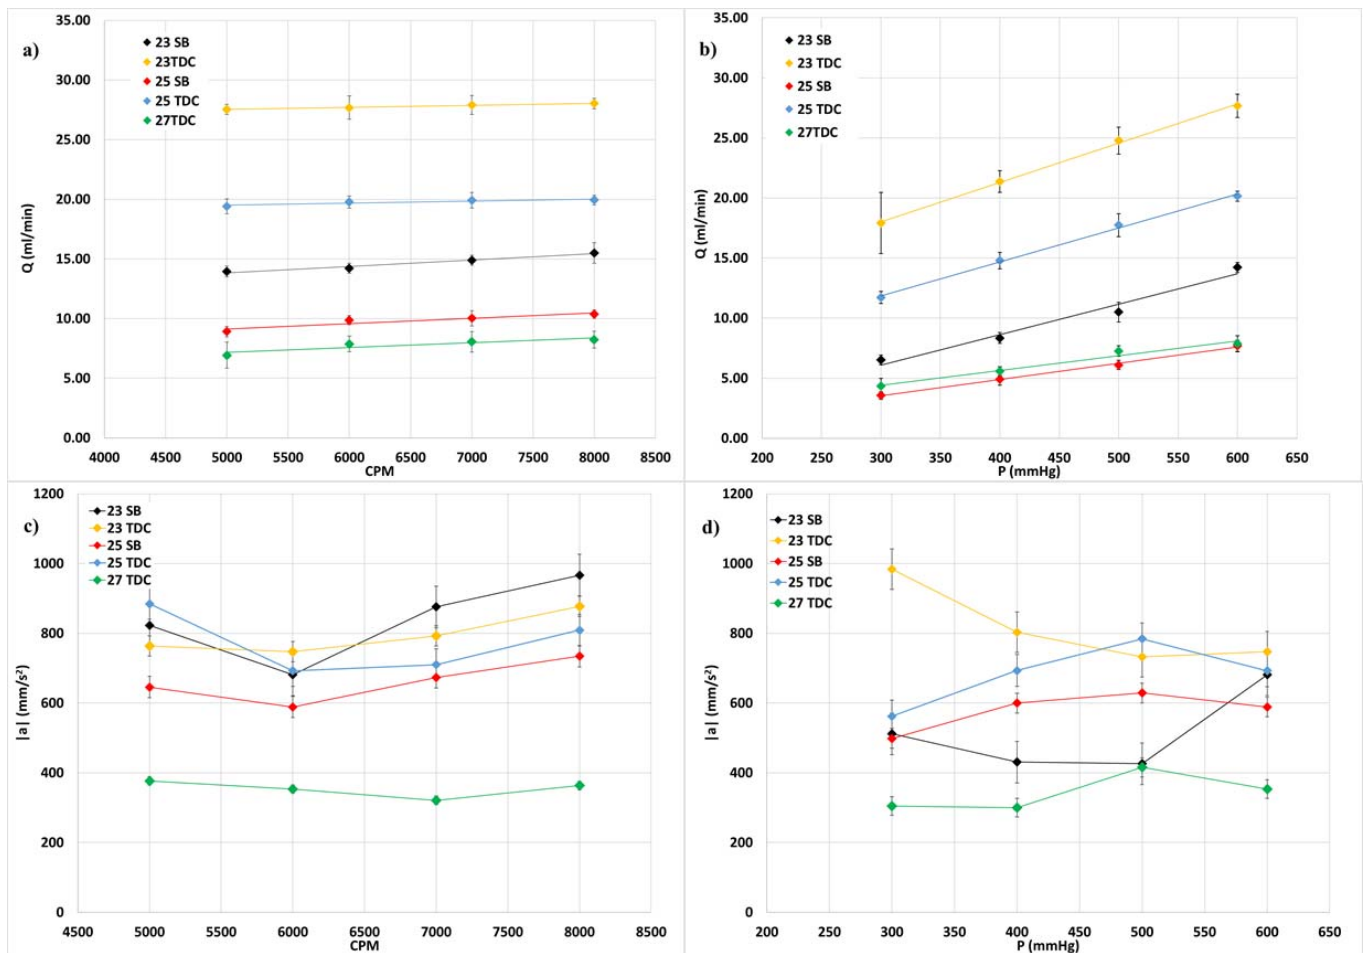 a)
23 SB
23TDC
25 SB
25 TDC
27TDC
Q (ml/min)
35.00
30.00
25.00
20.00
15.00
10.00
5.00
0.00
4000 4500 5000 5500 6000 6500 7000 7500 8000 8500
CPM
b)
23 SB
23 TDC
25 SB
25 TDC
27TDC
Q (ml/min)
35.00
30.00
25.00
20.00
15.00
10.00
5.00
0.00
200 250 300 350 400 450 500 550 600 650
P (mmHg)
c)
23 SB
23 TDC
25 SB
25 TDC
27 TDC
|a| (mm/s²)
1200
1000
800
600
400
200
0
4500 5000 5500 6000 6500 7000 7500 8000 8500
CPM
d)
23 SB
23 TDC
25 SB
25 TDC
27 TDC
|a| (mm/s²)
1200
1000
800
600
400
200
0
200 250 300 350 400 450 500 550 600 650
P (mmHg)